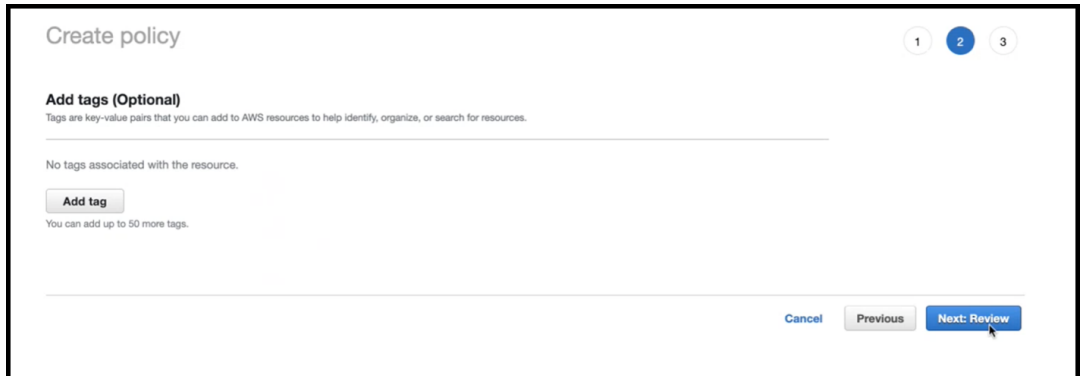 Create policy
1 2 3
Add tags (Optional)
Tags are key-value pairs that you can add to AWS resources to help identify, organize, or search for resources.
No tags associated with the resource.
Add tag
You can add up to 50 more tags.
Cancel Previous Next: Review